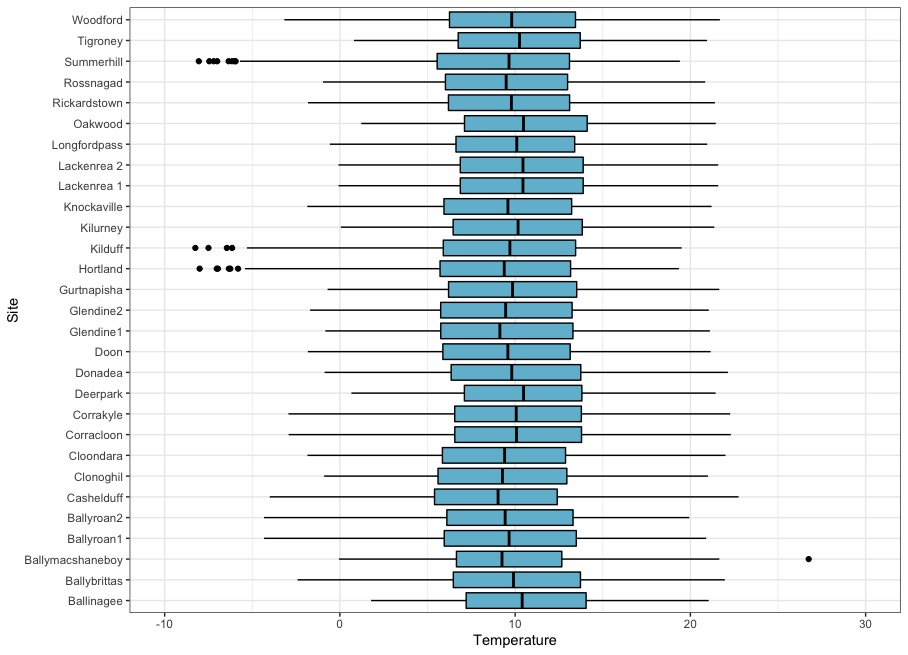 Woodford
Tigroney
Summerhill
Rossnagad
Rickardstown
Oakwood
Longfordpass
Lackenrea 2
Lackenrea 1
Knockaville
Kilurney
Kilduff
Hortland
Gurtnapisha
Glendine2
Glendine1
Doon
Donadea
Deerpark
Corrakyle
Corracloon
Cloondara
Clonoghil
Cashelduff
Ballyroan2
Ballyroan1
Ballymacshaneboy
Ballybrittas
Ballinagee
Site
-10 0 10 20 30
Temperature